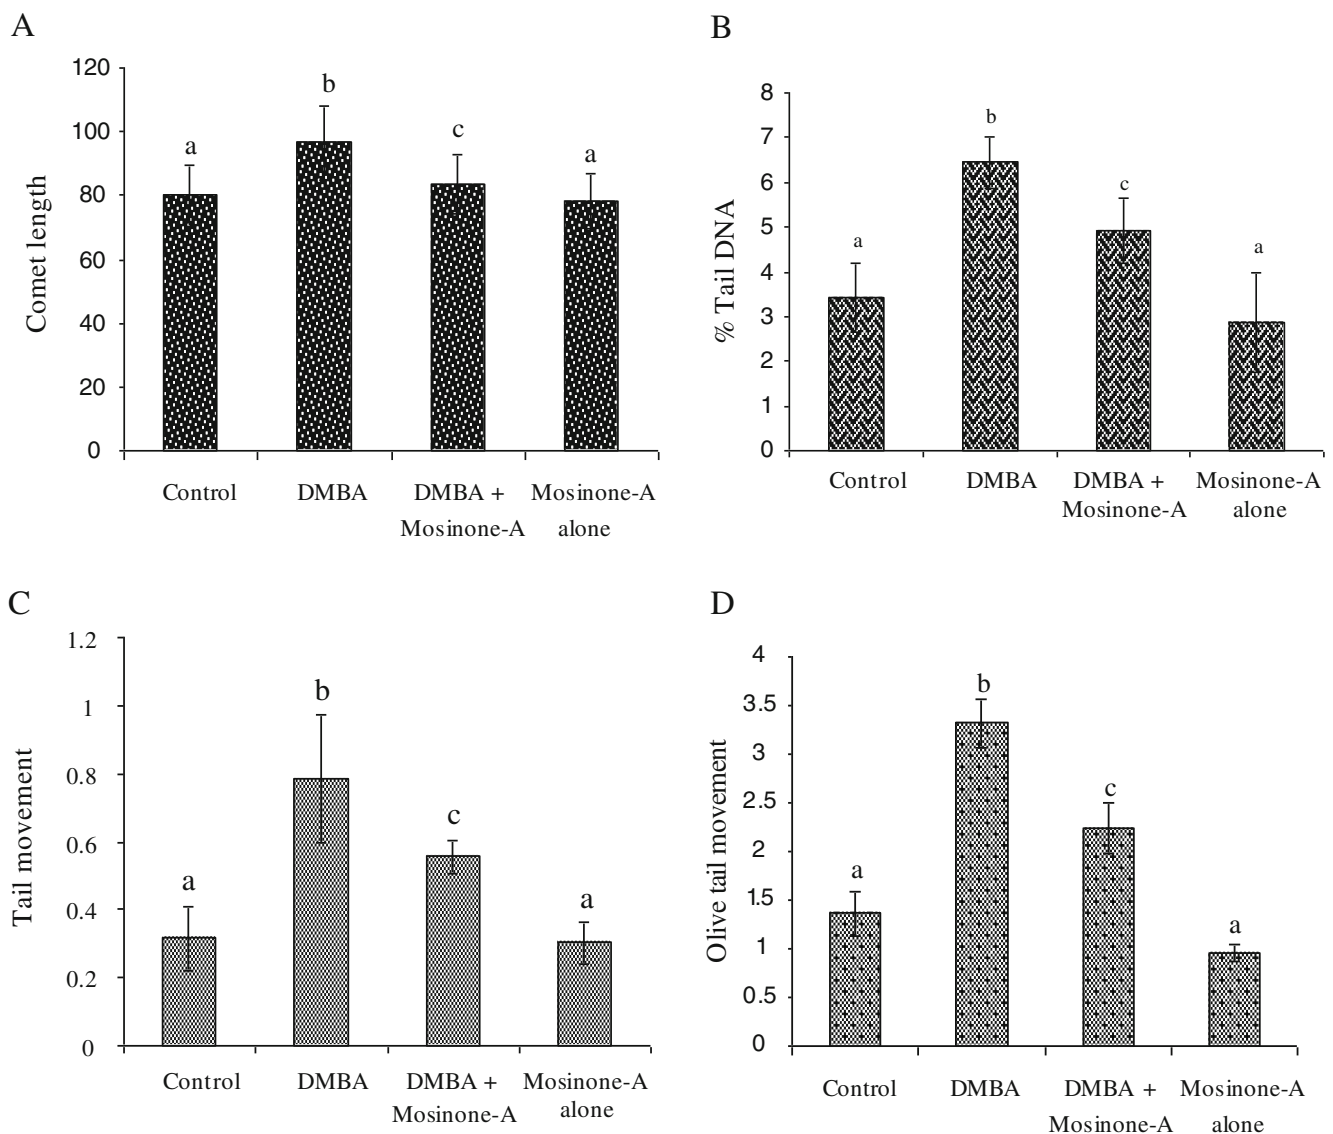 A
Comet length
120
100
80
60
40
20
0
a
b
c
a
Control
DMBA
DMBA +
Mosinone-A
Mosinone-A
alone
B
% Tail DNA
8
7
6
5
4
3
2
1
0
a
b
c
a
Control
DMBA
DMBA +
Mosinone-A
Mosinone-A
alone
C
Tail movement
1.2
1
0.8
0.6
0.4
0.2
0
a
b
c
a
Control
DMBA
DMBA +
Mosinone-A
Mosinone-A
alone
D
Olive tail movement
4
3.5
3
2.5
2
1.5
1
0.5
0
a
b
c
a
Control
DMBA
DMBA +
Mosinone-A
Mosinone-A
alone